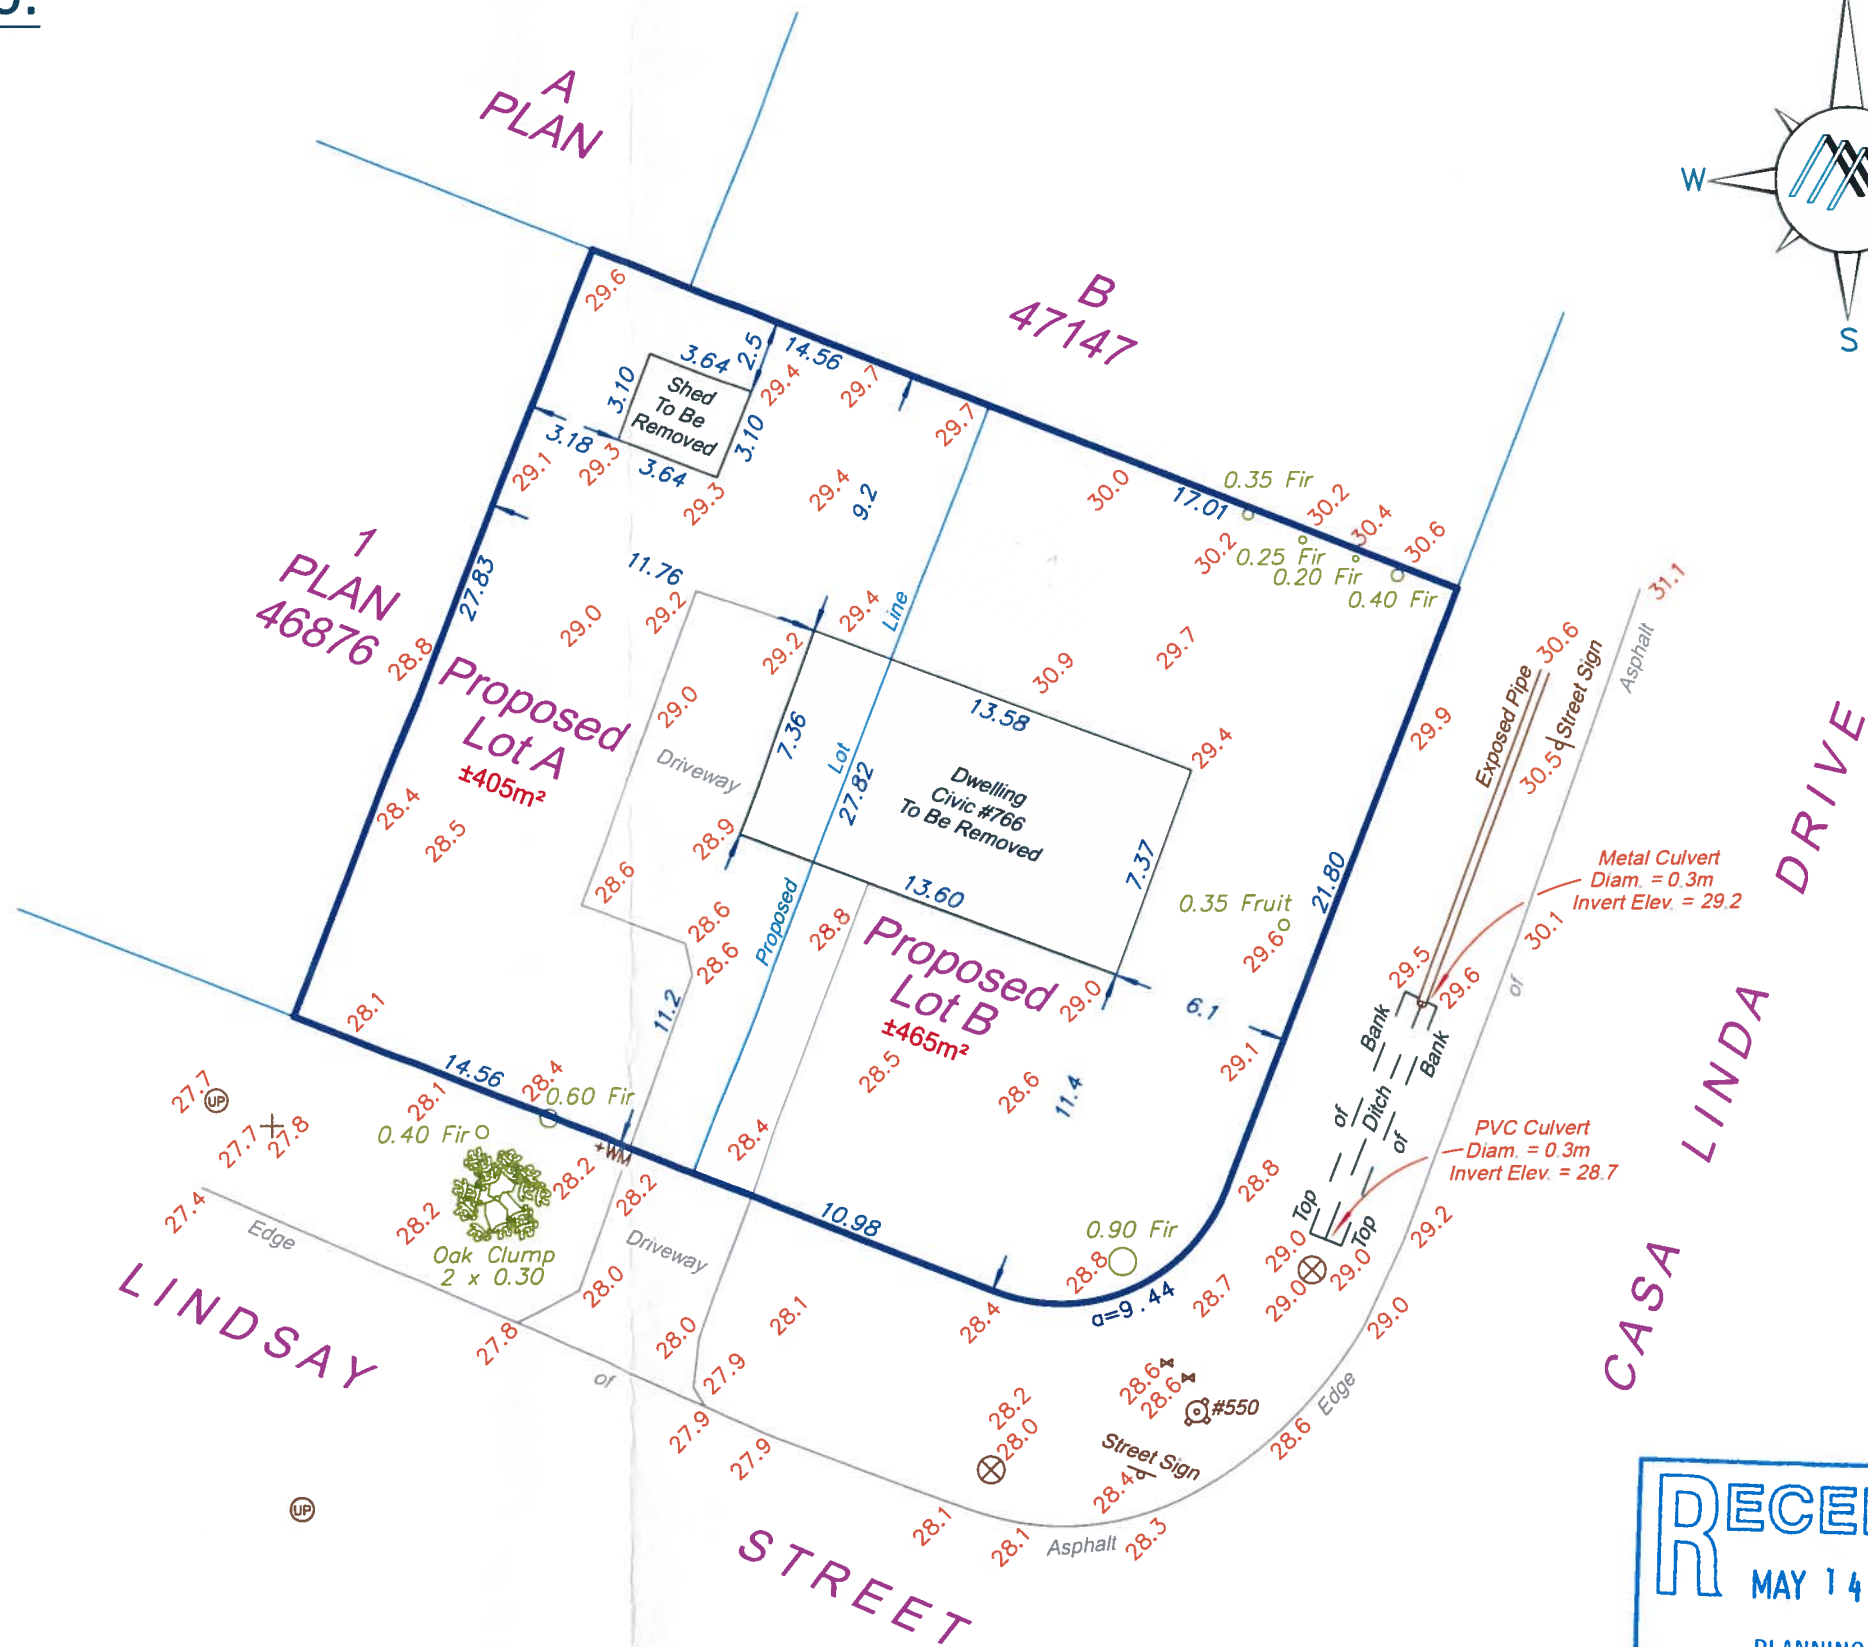 A
PLAN
B
47147
W
S
1
PLAN
46876
29.6
3.64
2.5
14.56
29.4
29.7
29.7
3.10
Shed
To Be
Removed
3.10
3.18
29.3
3.64
29.1
29.3
29.4
9.2
30.0
17.01
0.35 Fir
30.2
30.4
30.6
30.2
0.25 Fir
0.20 Fir
0.40 Fir
27.83
11.76
29.2
29.0
28.8
29.2
29.4
Line
30.9
29.7
Proposed
Lot A
±405m²
29.0
Driveway
7.36
Lot
27.82
13.58
29.4
Dwelling
Civic #766
To Be Removed
7.37
28.4
28.5
28.9
28.6
13.60
28.6
28.6
Proposed
28.8
Proposed
Lot B
±465m²
29.0
0.35 Fruit
29.6
21.80
29.9
6.1
29.1
28.1
11.2
14.56
28.4
28.1
0.60 Fir
0.40 Fir
+WM
28.2
28.2
28.4
28.5
28.6
11.4
10.98
0.90 Fir
28.8
28.8
a=9.44
28.7
28.4
31.1
Asphalt
30.6
Street Sign
30.5
Exposed Pipe
Metal Culvert
Diam. = 0.3m
Invert Elev. = 29.2
30.1
29.5
29.6
of
Bank
Bank
of
Ditch
of
Top
Top
PVC Culvert
Diam. = 0.3m
Invert Elev. = 28.7
29.2
29.0
29.0
29.0
29.0
CASA LINDA DRIVE
27.7
UP
27.7
27.8
27.4
Edge
28.2
Oak Clump
2 x 0.30
Driveway
28.0
27.8
of
28.0
28.1
27.9
27.9
27.9
28.2
28.0
28.6
28.6
#550
Street Sign
28.4
28.6
Edge
28.1
28.1
Asphalt
28.3
UP
LINDSAY
STREET
MAY 14